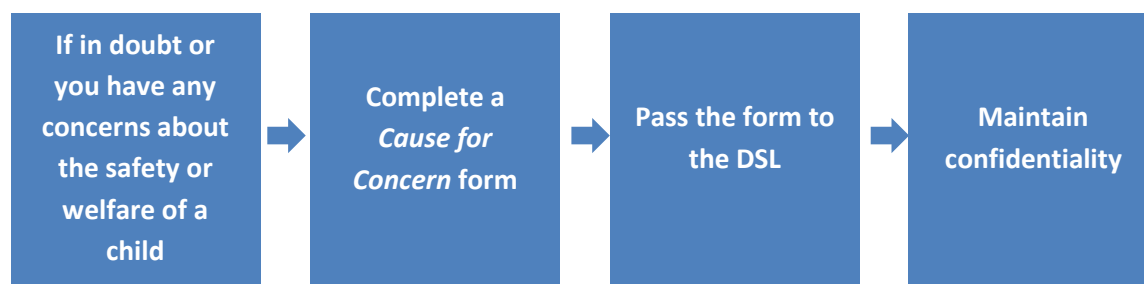 If in doubt or
you have any
concerns about
the safety or
welfare of a
child
Complete a
Cause for
Concern form
Pass the form to
the DSL
Maintain
confidentiality